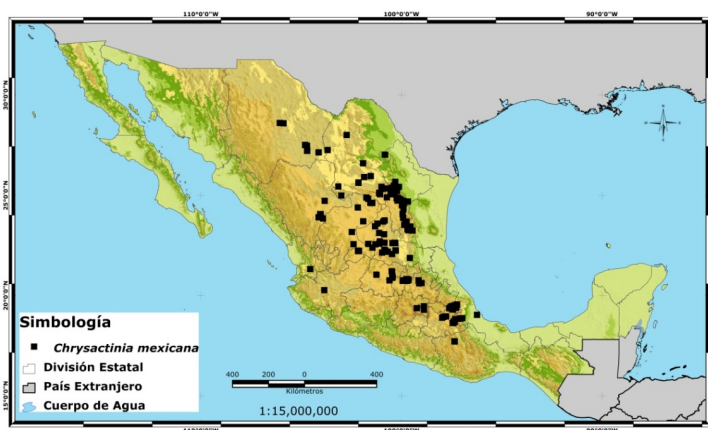 110°0'0"W
100°0'0"W
90°0'0"W
30°0'0"N
25°0'0"N
20°0'0"N
15°0'0"N
Simbología
Chrysactinia mexicana
División Estatal
País Extranjero
Cuerpo de Agua
400 200 0 400
Kilómetros
1:15,000,000